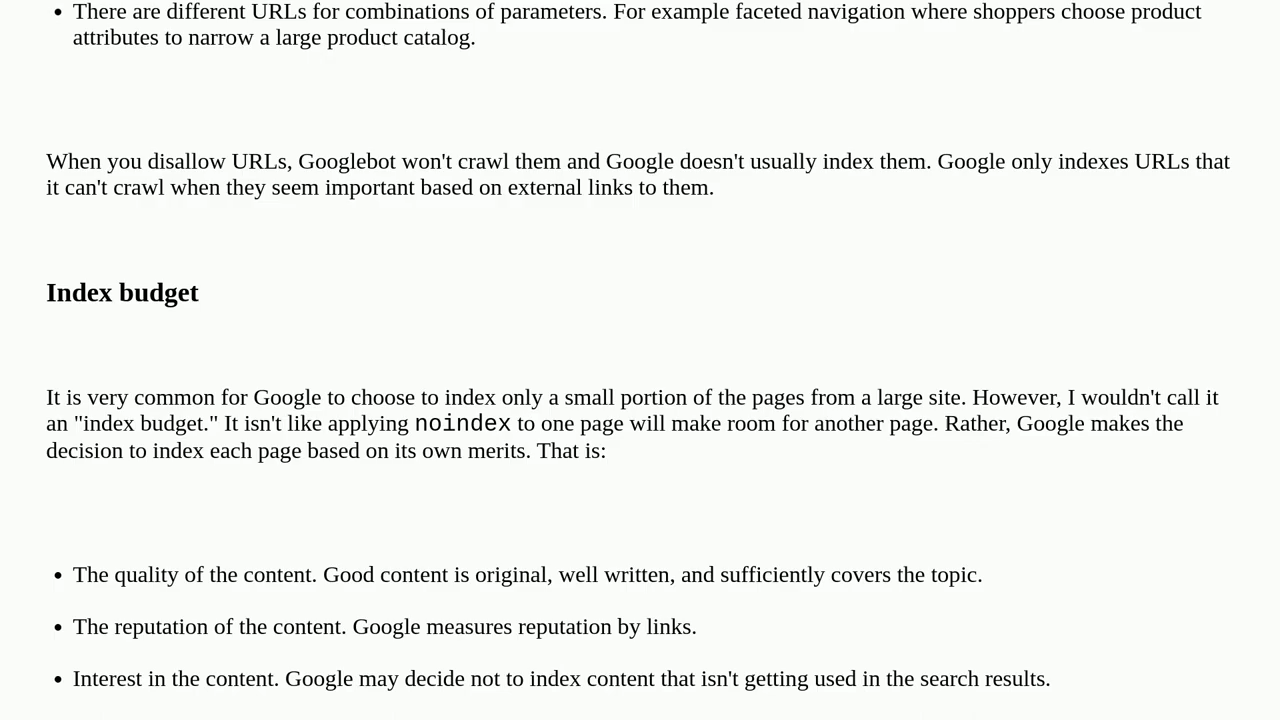 • There are different URLs for combinations of parameters. For example faceted navigation where shoppers choose product
attributes to narrow a large product catalog.
When you disallow URLs, Googlebot won't crawl them and Google doesn't usually index them. Google only indexes URLs that
it can't crawl when they seem important based on external links to them.
Index budget
It is very common for Google to choose to index only a small portion of the pages from a large site. However, I wouldn't call it
an "index budget." It isn't like applying noindex to one page will make room for another page. Rather, Google makes the
decision to index each page based on its own merits. That is:
• The quality of the content. Good content is original, well written, and sufficiently covers the topic.
• The reputation of the content. Google measures reputation by links.
• Interest in the content. Google may decide not to index content that isn't getting used in the search results.